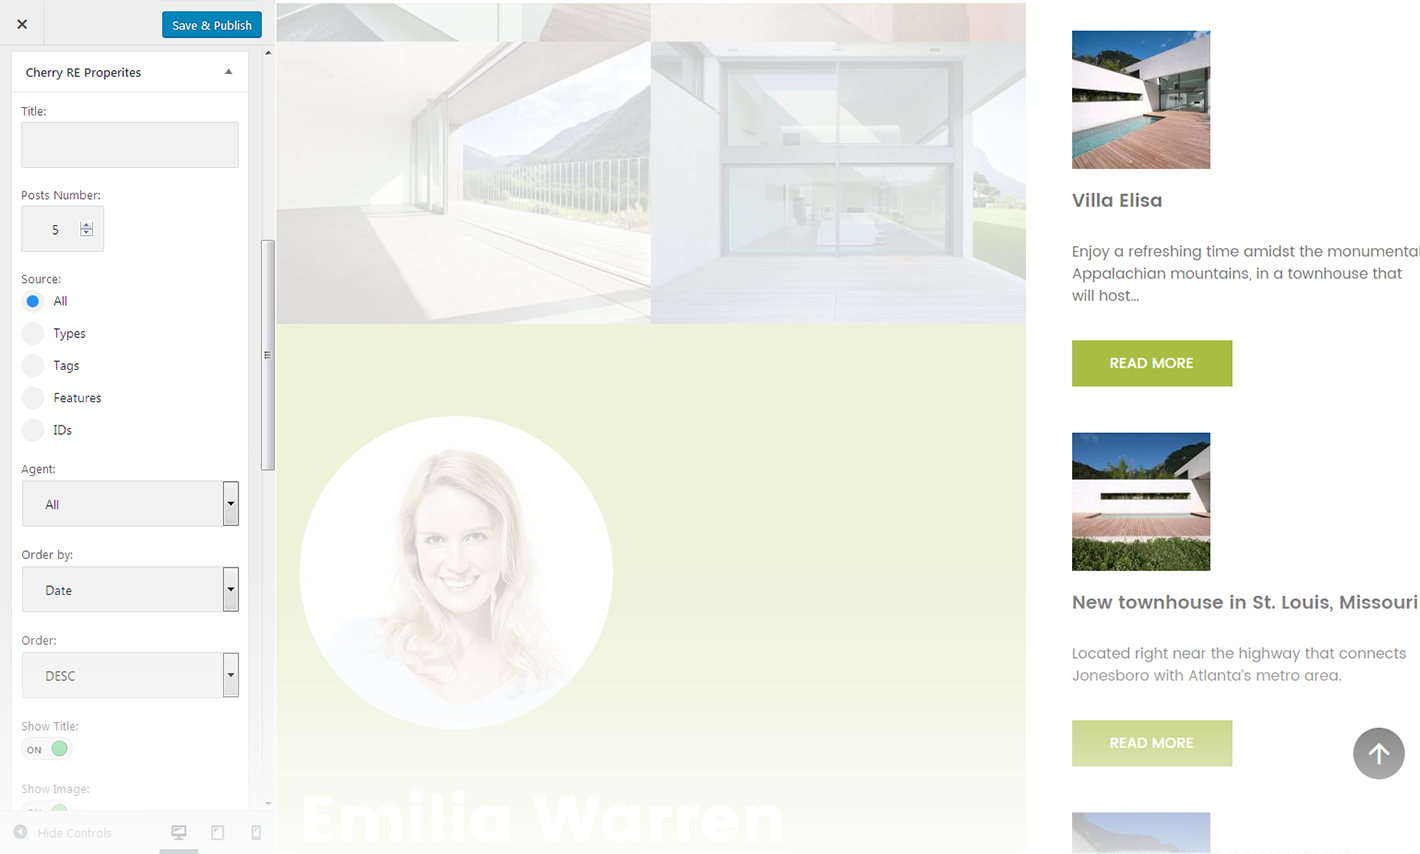 Save & Publish
Cherry RE Properites
Title:
Posts Number:
5
Source:
All
Types
Tags
Features
IDs
Agent:
All
Order by:
Date
Order:
DESC
Show Title:
ON
Show Image:
ON
Hide Controls
Emilia Warren
Villa Elisa
Enjoy a refreshing time amidst the monumental
Appalachian mountains, in a townhouse that
will host...
READ MORE
New townhouse in St. Louis, Missouri
Located right near the highway that connects
Jonesboro with Atlanta's metro area.
READ MORE